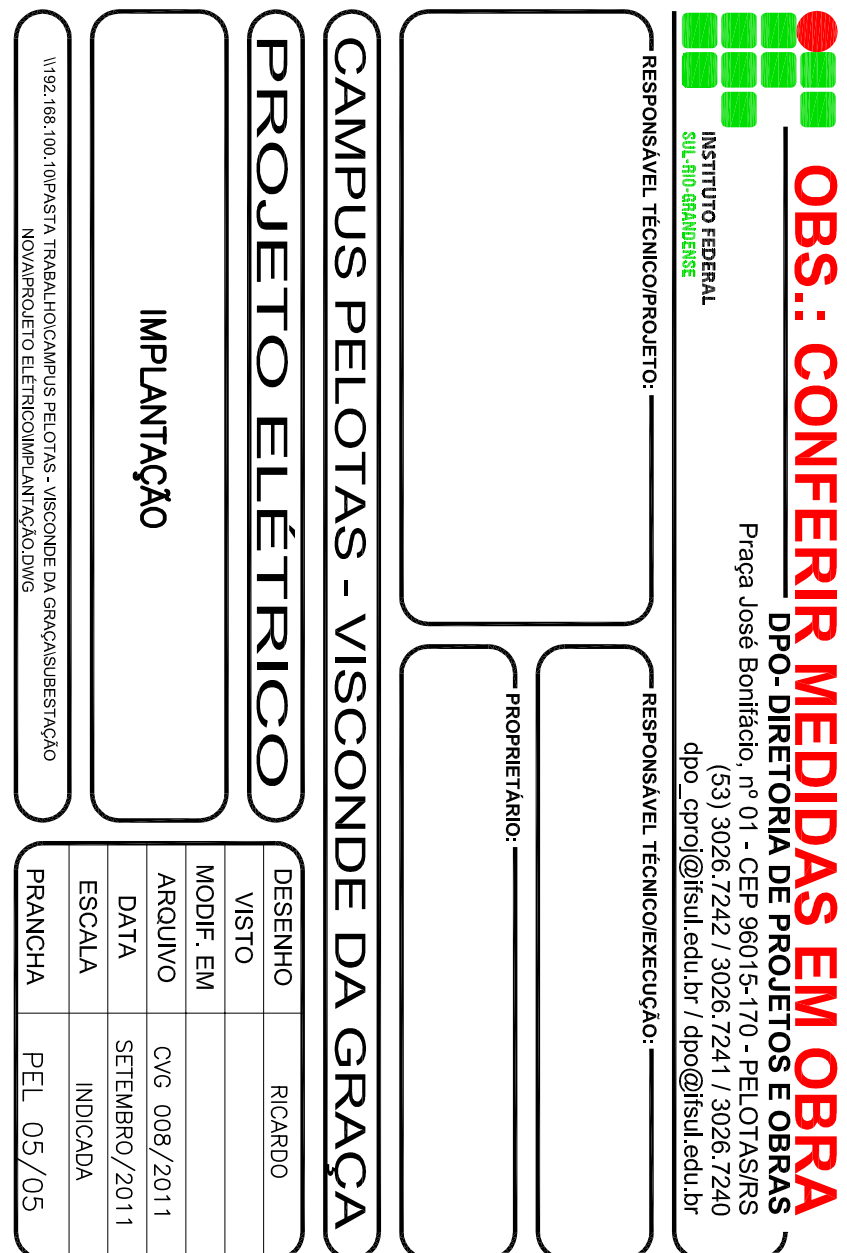 OBS.: CONFERIR MEDIDAS EM OBRA
DPO- DIRETORIA DE PROJETOS E OBRAS
Praça José Bonifácio, nº 01 - CEP 96015-170 - PELOTAS/RS
(53) 3026.7242 / 3026.7241 / 3026.7240
dpo_cproj@ifsul.edu.br / dpo@ifsul.edu.br
INSTITUTO FEDERAL
SUL-RIO-GRANDENSE
RESPONSÁVEL TÉCNICO/PROJETO:
RESPONSÁVEL TÉCNICO/EXECUÇÃO:
PROPRIETÁRIO:
CAMPUS PELOTAS - VISCONDE DA GRAÇA
PROJETO ELÉTRICO
IMPLANTAÇÃO
\\192.168.100.10\PASTA TRABALHO\CAMPUS PELOTAS - VISCONDE DA GRAÇA\SUBESTAÇÃO
NOVA\PROJETO ELÉTRICO\IMPLANTAÇÃO.DWG
DESENHO RICARDO
VISTO
MODIF. EM
ARQUIVO CVG 008/2011
DATA SETEMBRO/2011
ESCALA INDICADA
PRANCHA PEL 05/05